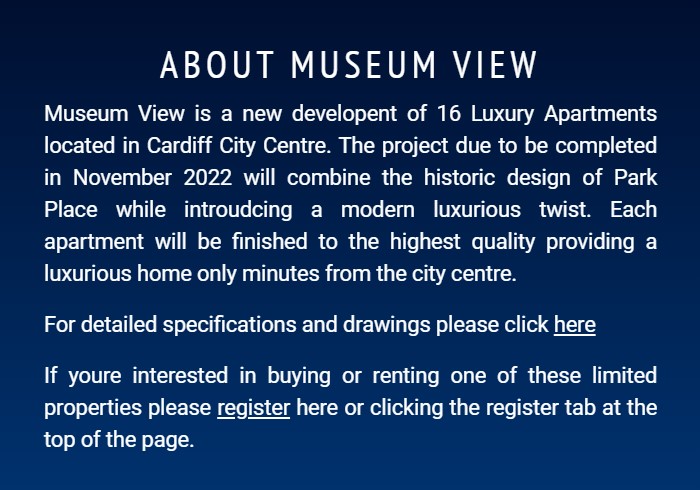 ABOUT MUSEUM VIEW
Museum View is a new developent of 16 Luxury Apartments
located in Cardiff City Centre. The project due to be completed
in November 2022 will combine the historic design of Park
Place while introudcing a modern luxurious twist. Each
apartment will be finished to the highest quality providing a
luxurious home only minutes from the city centre.
For detailed specifications and drawings please click here
If youre interested in buying or renting one of these limited
properties please register here or clicking the register tab at the
top of the page.